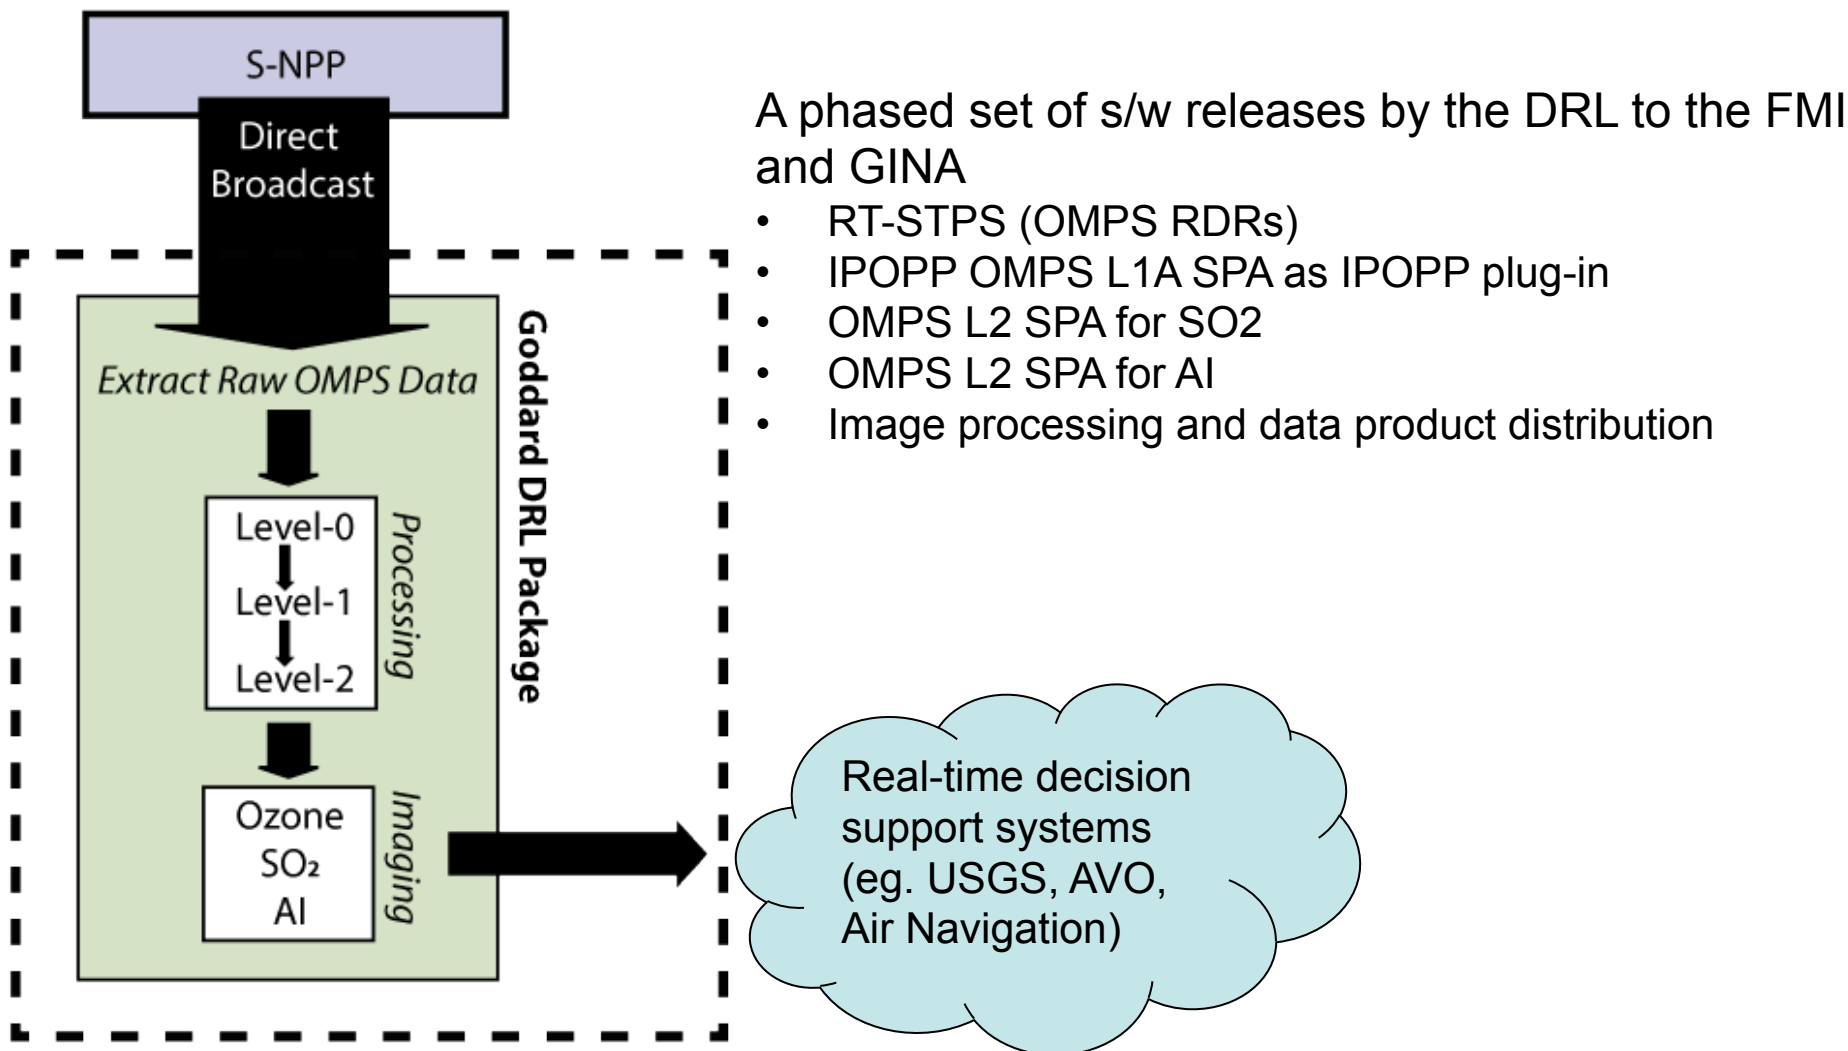 S-NPP
Direct
Broadcast
Extract Raw OMPS Data
Level-0
Level-1
Level-2
Processing
Ozone
SO₂
AI
Imaging
Goddard DRL Package
A phased set of s/w releases by the DRL to the FMI
and GINA
• RT-STPS (OMPS RDRs)
• IPOPP OMPS L1A SPA as IPOPP plug-in
• OMPS L2 SPA for SO2
• OMPS L2 SPA for AI
• Image processing and data product distribution
Real-time decision
support systems
(eg. USGS, AVO,
Air Navigation)